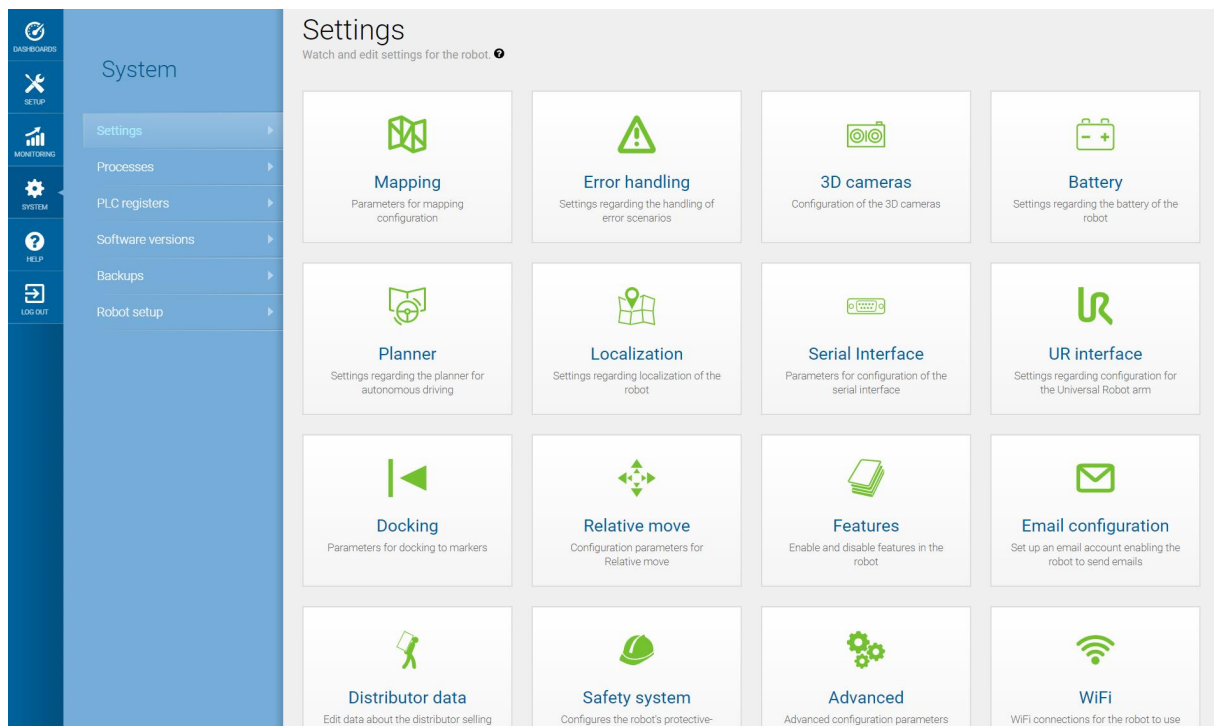 DASHBOARDS
SETUP
MONITORING
SYSTEM
HELP
LOG OUT
System
Settings
Processes
PLC registers
Software versions
Backups
Robot setup
Settings
Watch and edit settings for the robot.
Mapping
Parameters for mapping
configuration
Error handling
Settings regarding the handling of
error scenarios
3D cameras
Configuration of the 3D cameras
Battery
Settings regarding the battery of the
robot
Planner
Settings regarding the planner for
autonomous driving
Localization
Settings regarding localization of the
robot
Serial Interface
Parameters for configuration of the
serial interface
UR interface
Settings regarding configuration for
the Universal Robot arm
Docking
Parameters for docking to markers
Relative move
Configuration parameters for
Relative move
Features
Enable and disable features in the
robot
Email configuration
Set up an email account enabling the
robot to send emails
Distributor data
Edit data about the distributor selling
Safety system
Configures the robot's protective-
Advanced
Advanced configuration parameters
WiFi
WiFi connections for the robot to use